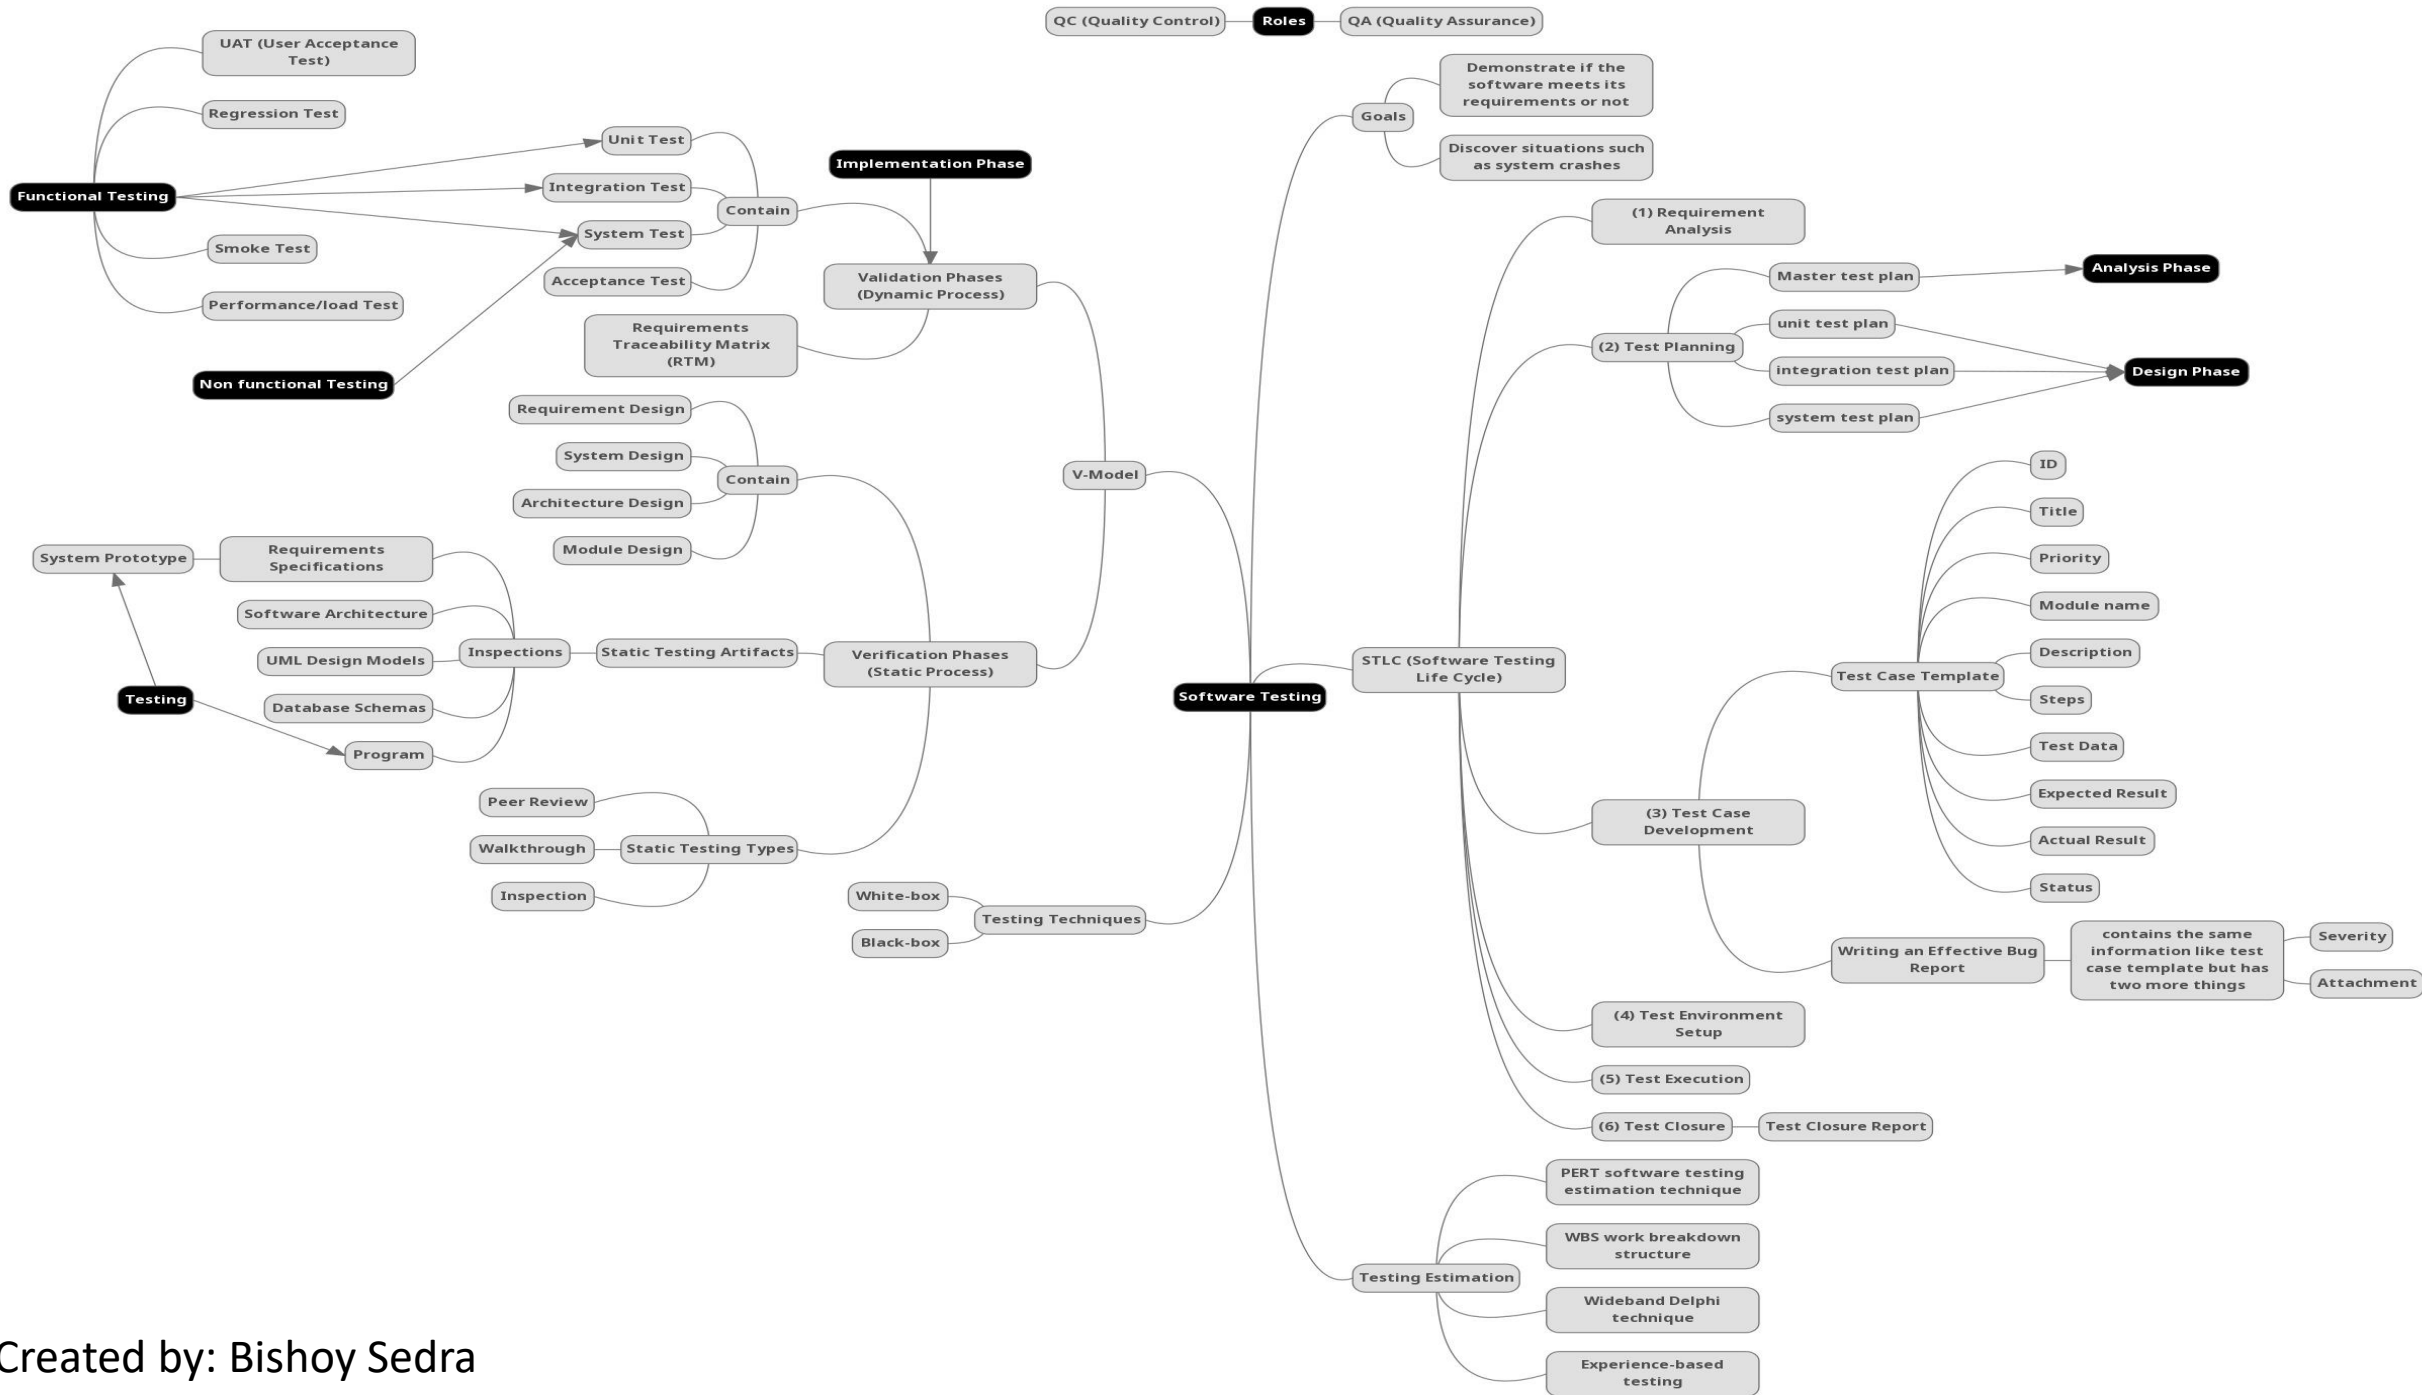 QC (Quality Control)
Roles
QA (Quality Assurance)
UAT (User Acceptance
Test)
Regression Test
Functional Testing
Smoke Test
Performance/load Test
Non functional Testing
Unit Test
Integration Test
System Test
Acceptance Test
Contain
Implementation Phase
Validation Phases
(Dynamic Process)
Requirements
Traceability Matrix
(RTM)
Requirement Design
System Design
Architecture Design
Module Design
Contain
V-Model
System Prototype
Requirements
Specifications
Software Architecture
UML Design Models
Database Schemas
Program
Testing
Inspections
Static Testing Artifacts
Verification Phases
(Static Process)
Peer Review
Walkthrough
Inspection
Static Testing Types
White-box
Black-box
Testing Techniques
Software Testing
Goals
Demonstrate if the
software meets its
requirements or not
Discover situations such
as system crashes
STLC (Software Testing
Life Cycle)
(1) Requirement
Analysis
(2) Test Planning
Master test plan
unit test plan
integration test plan
system test plan
Analysis Phase
Design Phase
(3) Test Case
Development
Test Case Template
ID
Title
Priority
Module name
Description
Steps
Test Data
Expected Result
Actual Result
Status
Writing an Effective Bug
Report
contains the same
information like test
case template but has
two more things
Severity
Attachment
(4) Test Environment
Setup
(5) Test Execution
(6) Test Closure
Test Closure Report
Testing Estimation
PERT software testing
estimation technique
WBS work breakdown
structure
Wideband Delphi
technique
Experience-based
testing
Created by: Bishoy Sedra